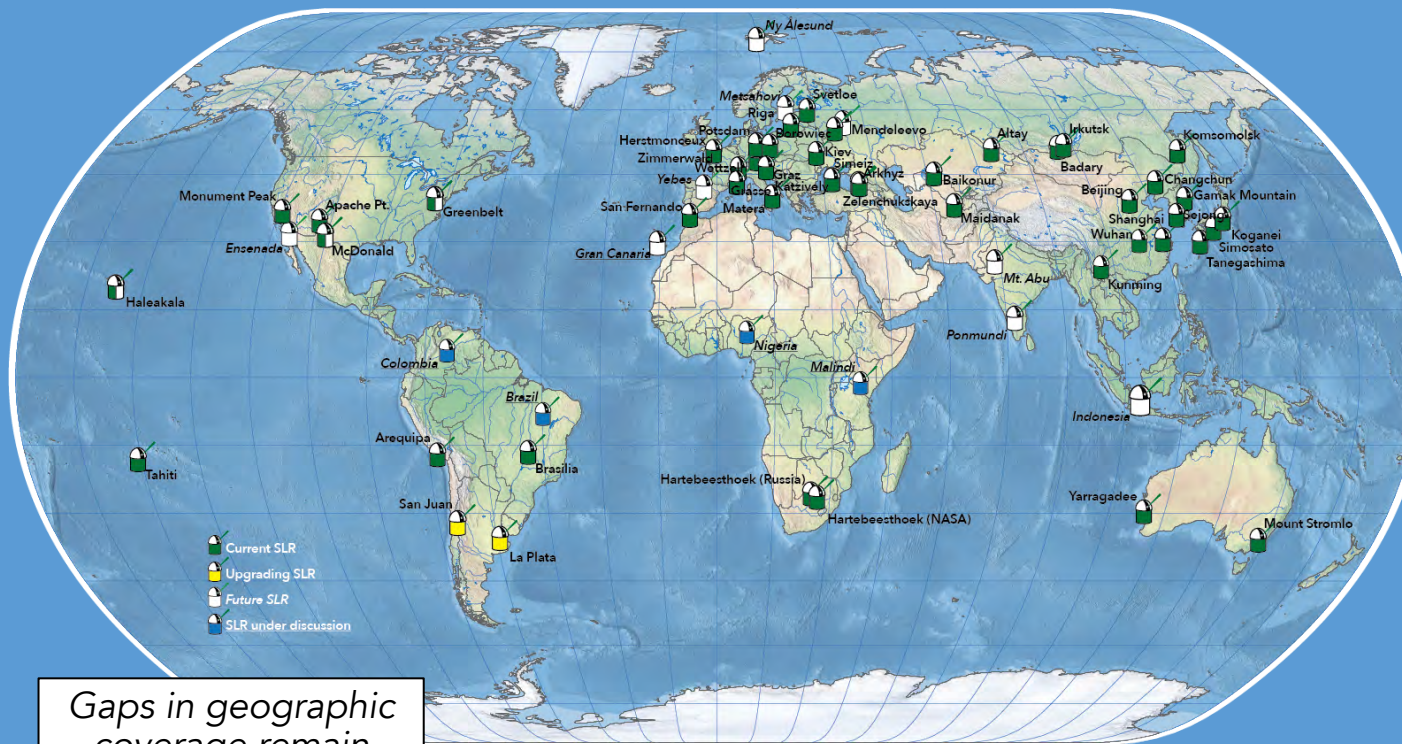 Ny Ålesund
Metsahovi
Svetloe
Riga
Mendeleevo
Potsdam
Borowiec
Herstmonceux
Kiev
Altay
Irkutsk
Komsomolsk
Zimmerwald
Wettzell
Simeiz
Badary
Graz
Arkhyz
Baikonur
Changchun
Yebes
Grasse
Katzively
Beijing
Gamak Mountain
Monument Peak
Apache Pt.
Greenbelt
San Fernando
Matera
Zelenchukskaya
Maidanak
Shanghai
Sejong
Koganei
Ensenada
McDonald
Gran Canaria
Wuhan
Simosato
Tanegashima
Mt. Abu
Kunming
Haleakala
Ponmundi
Nigeria
Colombia
Malindi
Brazil
Indonesia
Arequipa
Brasilia
Tahiti
Hartebeesthoek (Russia)
Yarragadee
San Juan
Hartebeesthoek (NASA)
Mount Stromlo
La Plata
Current SLR
Upgrading SLR
Future SLR
SLR under discussion
Gaps in geographic
coverage remain